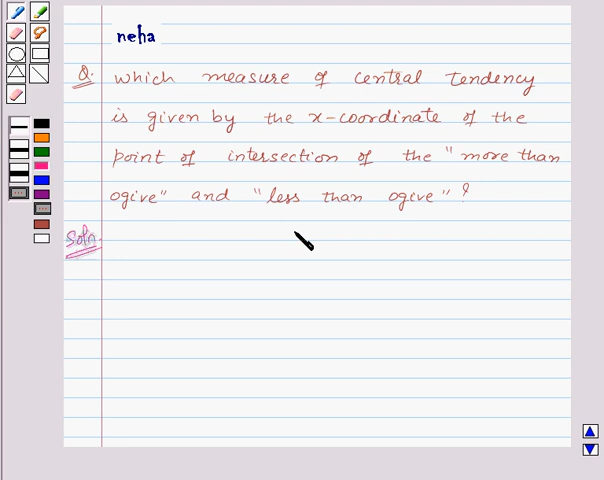 neha
Q. which measure of central tendency
is given by the x-coordinate of the
point of intersection of the "more than
ogive" and "less than ogive"?
Soln.